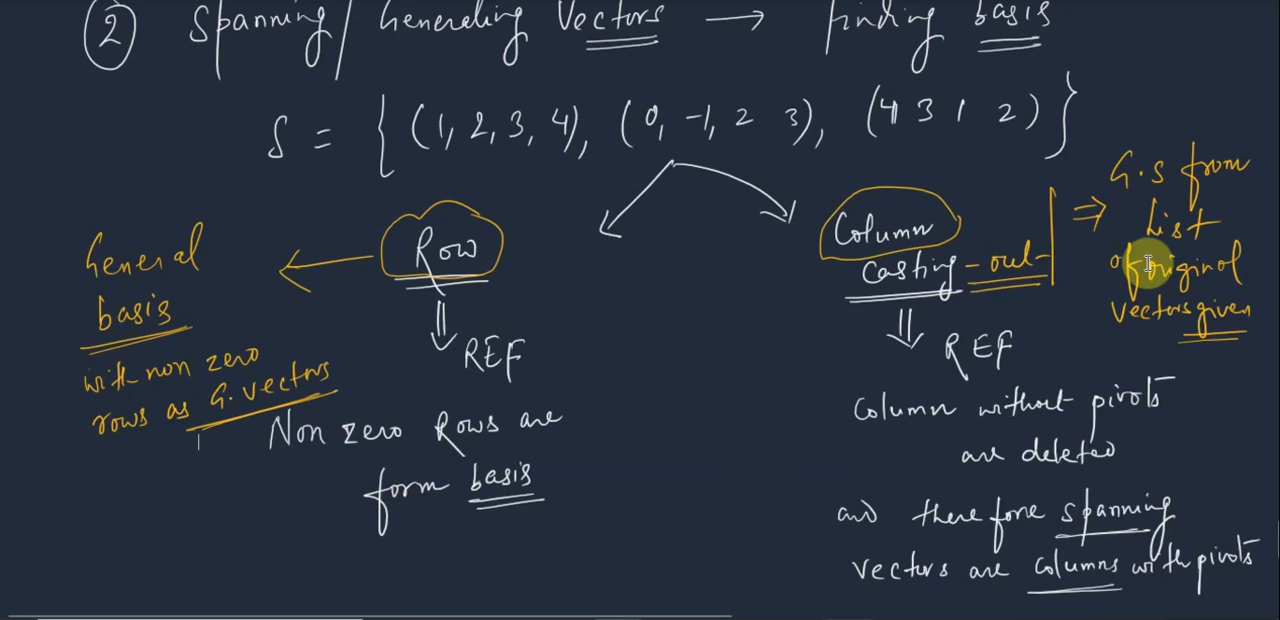 ② Spanning/Generating Vectors → finding basis
S = { (1, 2, 3, 4), (0, -1, 2 3), (4 3 1 2) }
Row
General
basis
with non zero
rows as G. vectors
REF
Non zero Rows are
form basis
Column
Casting-out
⇒ G.S from
List
of original
Vectors given
REF
Column without pivots
are deleted
and therefore spanning
vectors are columns with pivots